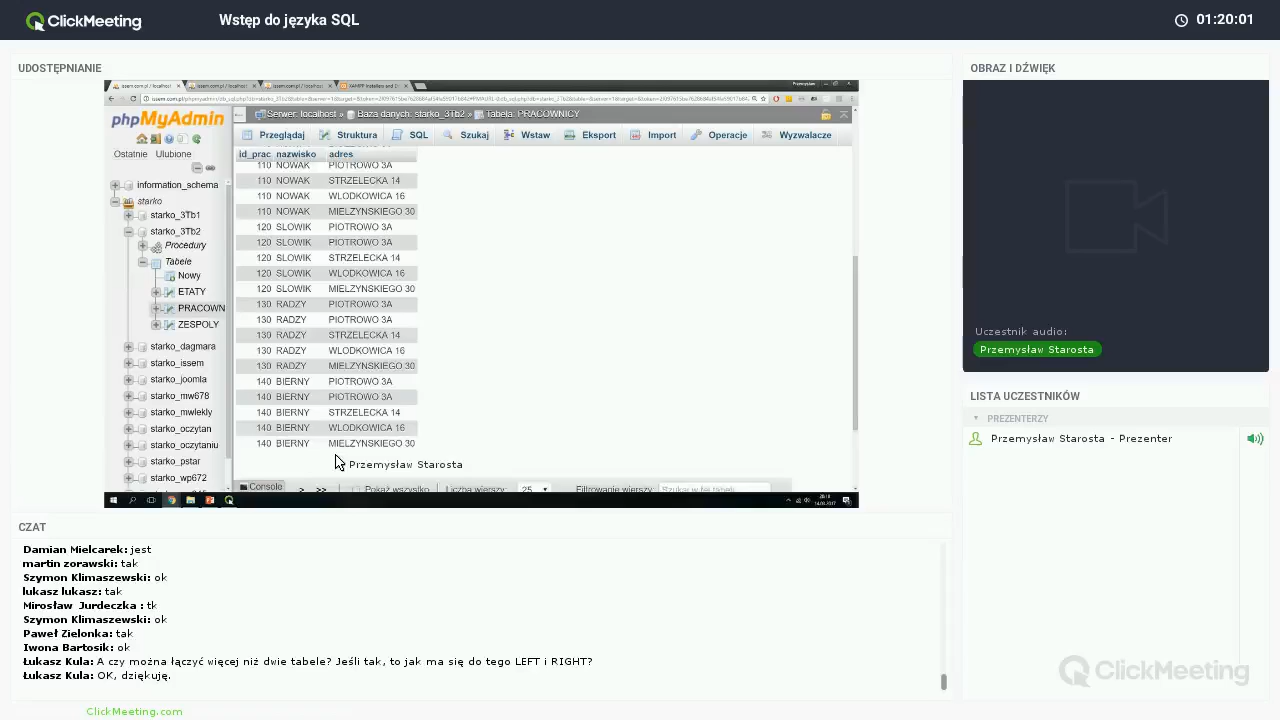 ClickMeeting
Wstęp do języka SQL
01:20:01
UDOSTĘPNIANIE
phpMyAdmin
Ostatnie Ulubione
information_schema
starko
starko_3Tb1
starko_3Tb2
Procedury
Tabele
Nowy
ETATY
PRACOWN
ZESPOLY
starko_dagmara
starko_issem
starko_joomla
starko_mw678
starko_mwlekly
starko_oczytan
starko_oczytaniu
starko_pstar
starko_wp672
Serwer: localhost » Baza danych: starko_3Tb2 » Tabela: PRACOWNICY
Przeglądaj Struktura SQL Szukaj Wstaw Export Import Operacje Wyzwalacze
id_prac nazwisko adres
110 NOWAK PIOTROWO 3A
110 NOWAK STRZELECKA 14
110 NOWAK WLODKOWICA 16
110 NOWAK MIELZYNSKIEGO 30
120 SLOWIK PIOTROWO 3A
120 SLOWIK PIOTROWO 3A
120 SLOWIK STRZELECKA 14
120 SLOWIK WLODKOWICA 16
120 SLOWIK MIELZYNSKIEGO 30
130 RADZY PIOTROWO 3A
130 RADZY PIOTROWO 3A
130 RADZY STRZELECKA 14
130 RADZY WLODKOWICA 16
130 RADZY MIELZYNSKIEGO 30
140 BIERNY PIOTROWO 3A
140 BIERNY PIOTROWO 3A
140 BIERNY STRZELECKA 14
140 BIERNY WLODKOWICA 16
140 BIERNY MIELZYNSKIEGO 30
Przemysław Starosta
Console > >> Pokaż wszystko Liczba wierszy: 25 Filtrowanie wierszy:
OBRAZ I DŹWIĘK
Uczestnik audio:
Przemysław Starosta
LISTA UCZESTNIKÓW
PREZENTERZY
Przemysław Starosta - Prezenter
CZAT
Damian Mielcarek: jest
martin zorawski: tak
Szymon Klimaszewski: ok
lukasz lukasz: tak
Mirosław Jurdeczka : tk
Szymon Klimaszewski: ok
Paweł Zielonka: tak
Iwona Bartosik: ok
Łukasz Kula: A czy można łączyć więcej niż dwie tabele? Jeśli tak, to jak ma się do tego LEFT i RIGHT?
Łukasz Kula: OK, dziękuję.
ClickMeeting
ClickMeeting.com